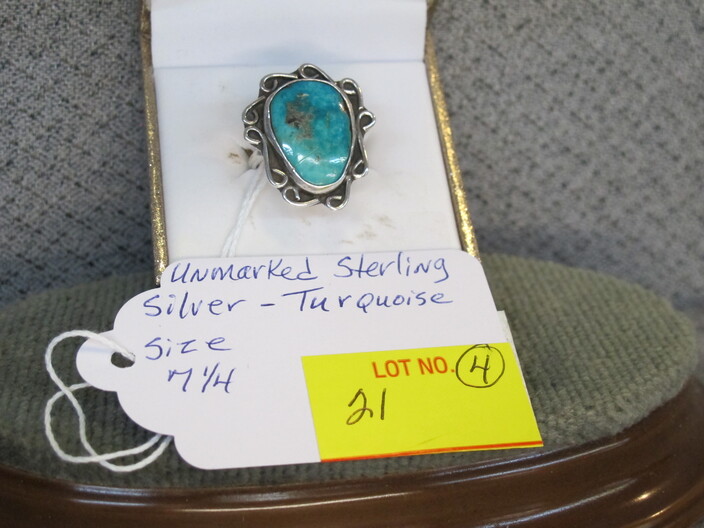 Unmarked Sterling
Silver - Turquoise
Size
7 1/4
LOT NO. 4
21